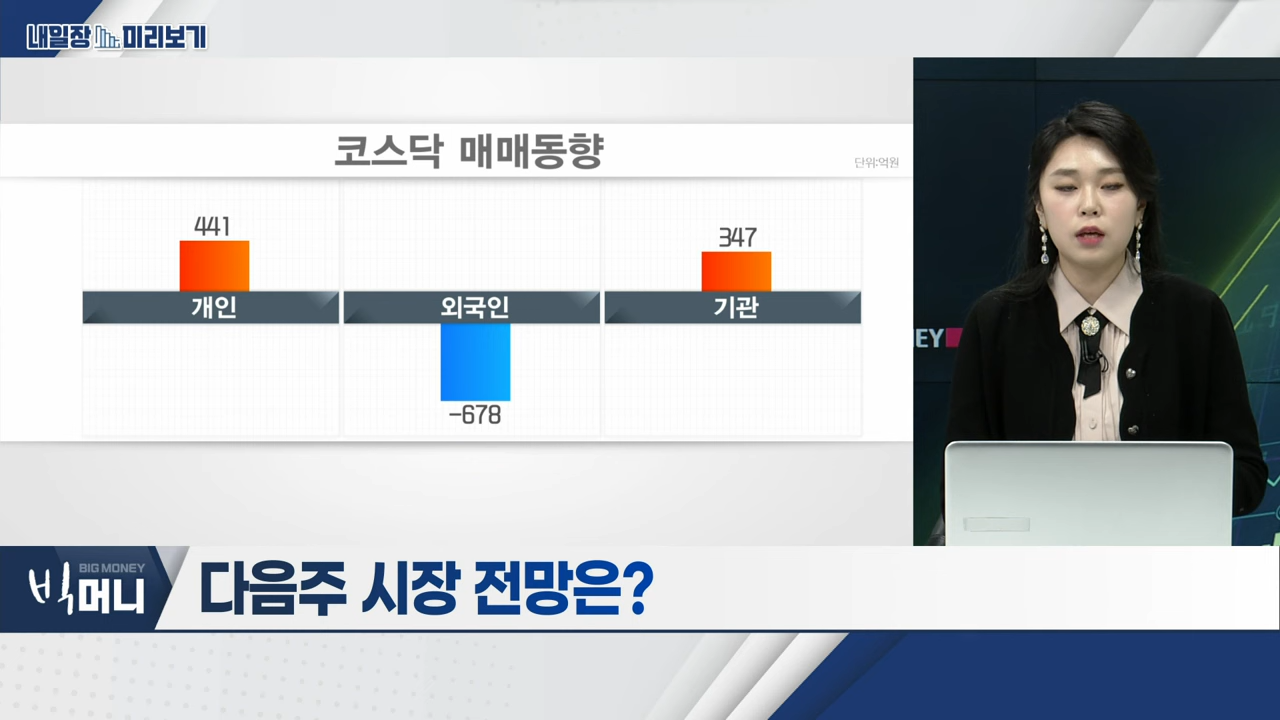 내일장 미리보기
코스닥 매매동향
단위:억원
441
347
개인
외국인
기관
-678
EY
BIG MONEY
빅머니
다음주 시장 전망은?